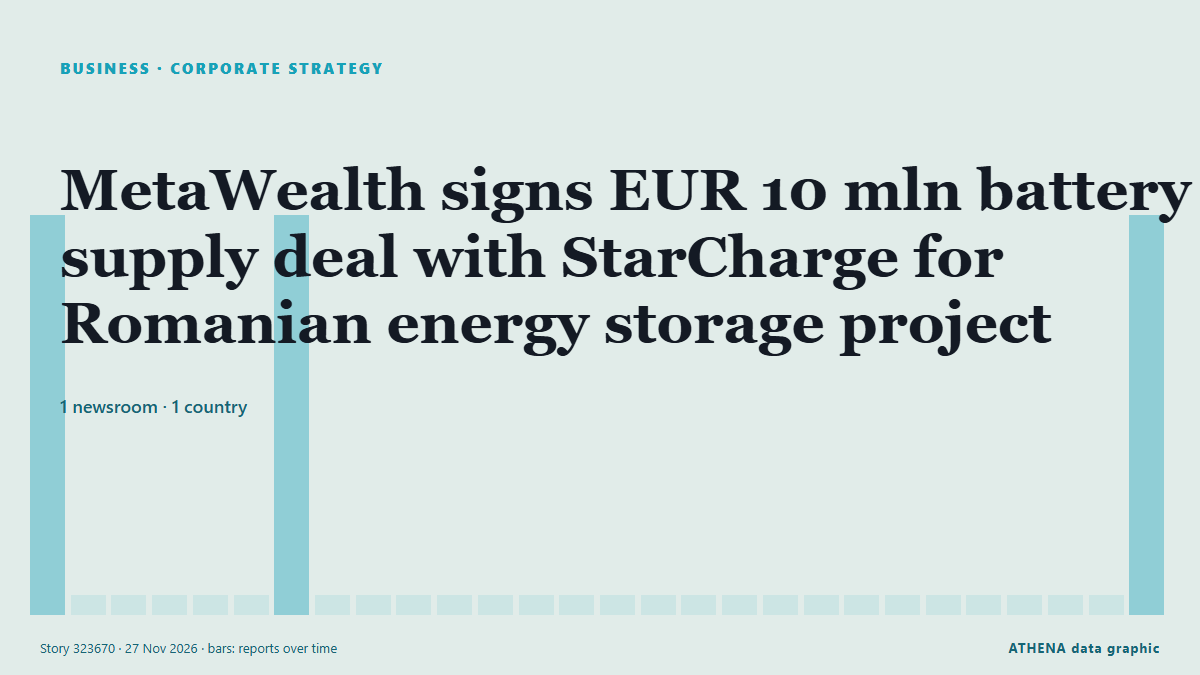 BUSINESS · CORPORATE STRATEGY
MetaWealth signs EUR 10 mln battery
supply deal with StarCharge for
Romanian energy storage project
1 newsroom · 1 country
Story 323670 · 27 Nov 2026 · bars: reports over time
ATHENA data graphic